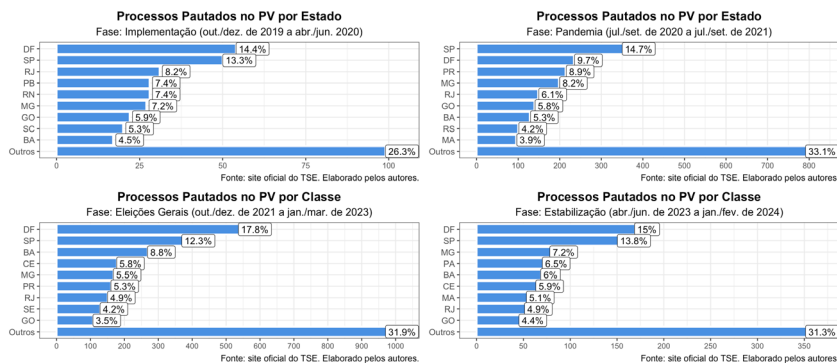 Processos Pautados no PV por Estado
Fase: Implementação (out./dez. de 2019 a abr./jun. 2020)
DF 14.4%
SP 13.3%
RJ 8.2%
PB 7.4%
RN 7.4%
MG 7.2%
GO 5.9%
SC 5.3%
BA 4.5%
Outros 26.3%
0 25 50 75 100
Fonte: site oficial do TSE. Elaborado pelos autores.
Processos Pautados no PV por Estado
Fase: Pandemia (jul./set. de 2020 a jul./set. de 2021)
SP 14.7%
DF 9.7%
PR 8.9%
MG 8.2%
RJ 6.1%
GO 5.8%
BA 5.3%
RS 4.2%
MA 3.9%
Outros 33.1%
0 100 200 300 400 500 600 700 800
Fonte: site oficial do TSE. Elaborado pelos autores.
Processos Pautados no PV por Classe
Fase: Eleições Gerais (out./dez. de 2021 a jan./mar. de 2023)
DF 17.8%
SP 12.3%
BA 8.8%
CE 5.8%
MG 5.5%
PR 5.3%
RJ 4.9%
SE 4.2%
GO 3.5%
Outros 31.9%
0 100 200 300 400 500 600 700 800 900 1000
Fonte: site oficial do TSE. Elaborado pelos autores.
Processos Pautados no PV por Classe
Fase: Estabilização (abr./jun. de 2023 a jan./fev. de 2024)
DF 15%
SP 13.8%
MG 7.2%
PA 6.5%
BA 6%
CE 5.9%
MA 5.1%
RJ 4.9%
GO 4.4%
Outros 31.3%
0 50 100 150 200 250 300 350
Fonte: site oficial do TSE. Elaborado pelos autores.